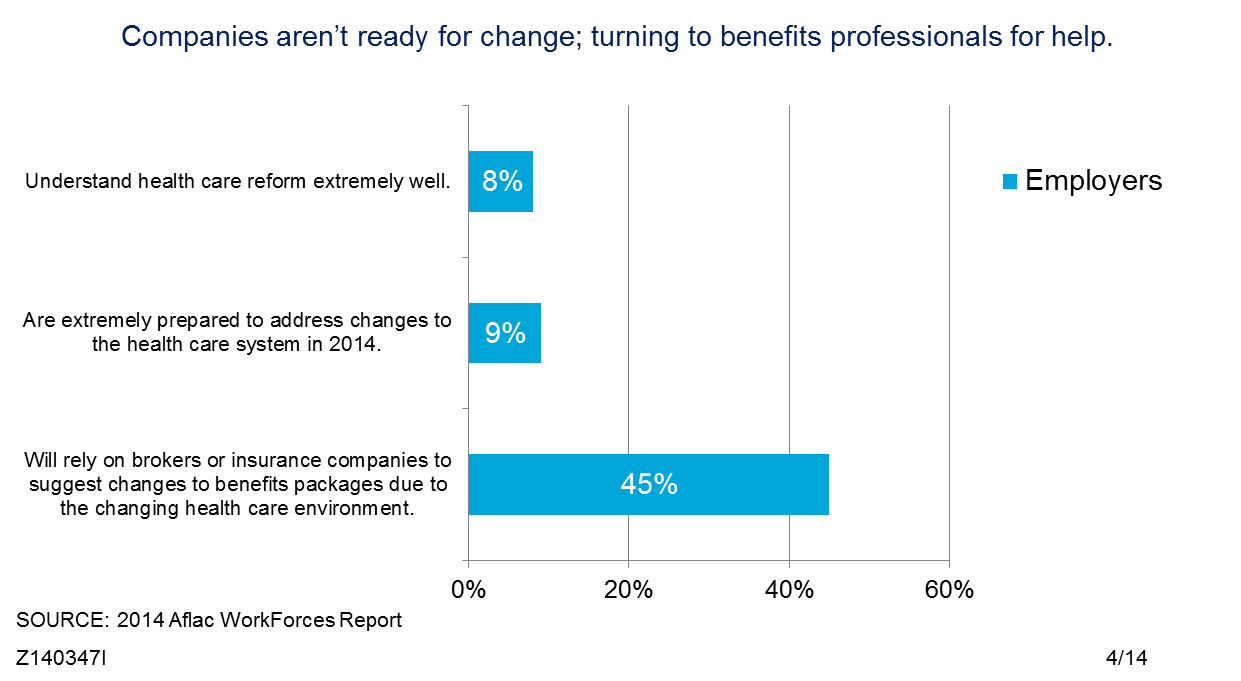 Companies aren’t ready for change; turning to benefits professionals for help.
Understand health care reform extremely well.
8%
Employers
Are extremely prepared to address changes to
the health care system in 2014.
9%
Will rely on brokers or insurance companies to
suggest changes to benefits packages due to
the changing health care environment.
45%
0%
20%
40%
60%
SOURCE: 2014 Aflac WorkForces Report
Z140347I
4/14